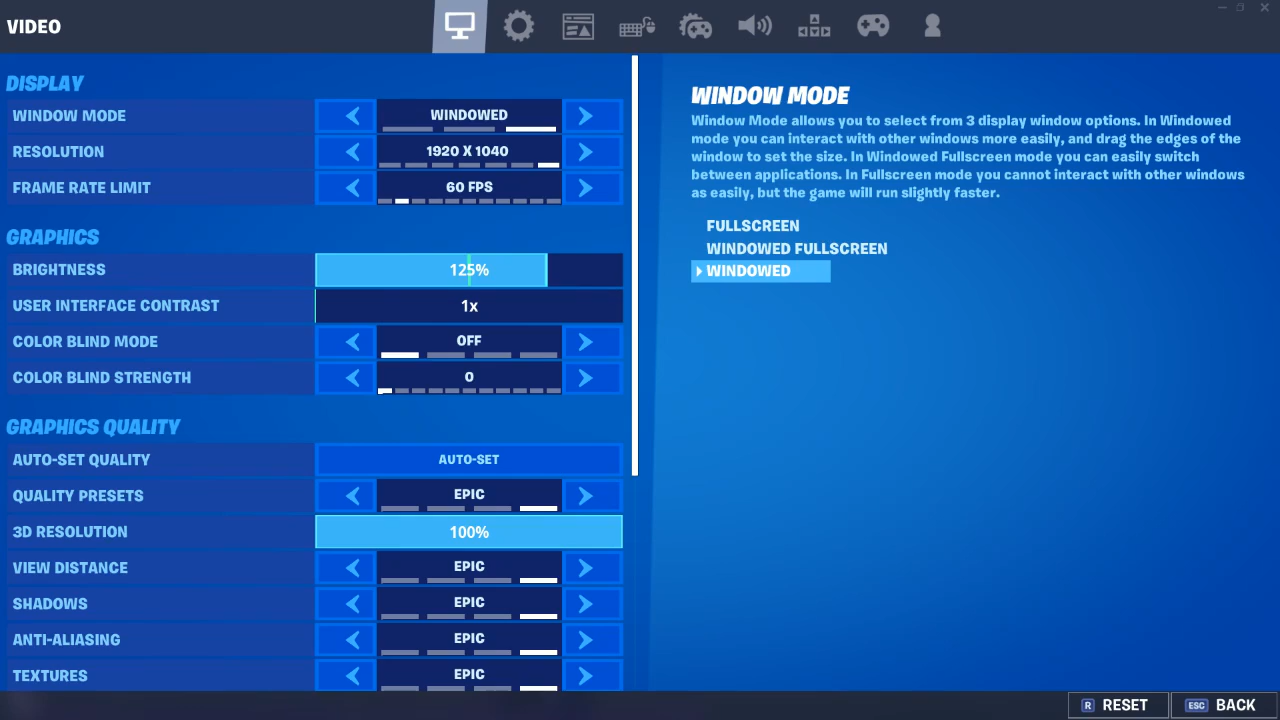 VIDEO
DISPLAY
WINDOW MODE
WINDOWED
RESOLUTION
1920 X 1040
FRAME RATE LIMIT
60 FPS
GRAPHICS
BRIGHTNESS
125%
USER INTERFACE CONTRAST
1x
COLOR BLIND MODE
OFF
COLOR BLIND STRENGTH
0
GRAPHICS QUALITY
AUTO-SET QUALITY
AUTO-SET
QUALITY PRESETS
EPIC
3D RESOLUTION
100%
VIEW DISTANCE
EPIC
SHADOWS
EPIC
ANTI-ALIASING
EPIC
TEXTURES
EPIC
WINDOW MODE
Window Mode allows you to select from 3 display window options. In Windowed
mode you can interact with other windows more easily, and drag the edges of the
window to set the size. In Windowed Fullscreen mode you can easily switch
between applications. In Fullscreen mode you cannot interact with other windows
as easily, but the game will run slightly faster.
FULLSCREEN
WINDOWED FULLSCREEN
WINDOWED
R RESET
ESC BACK